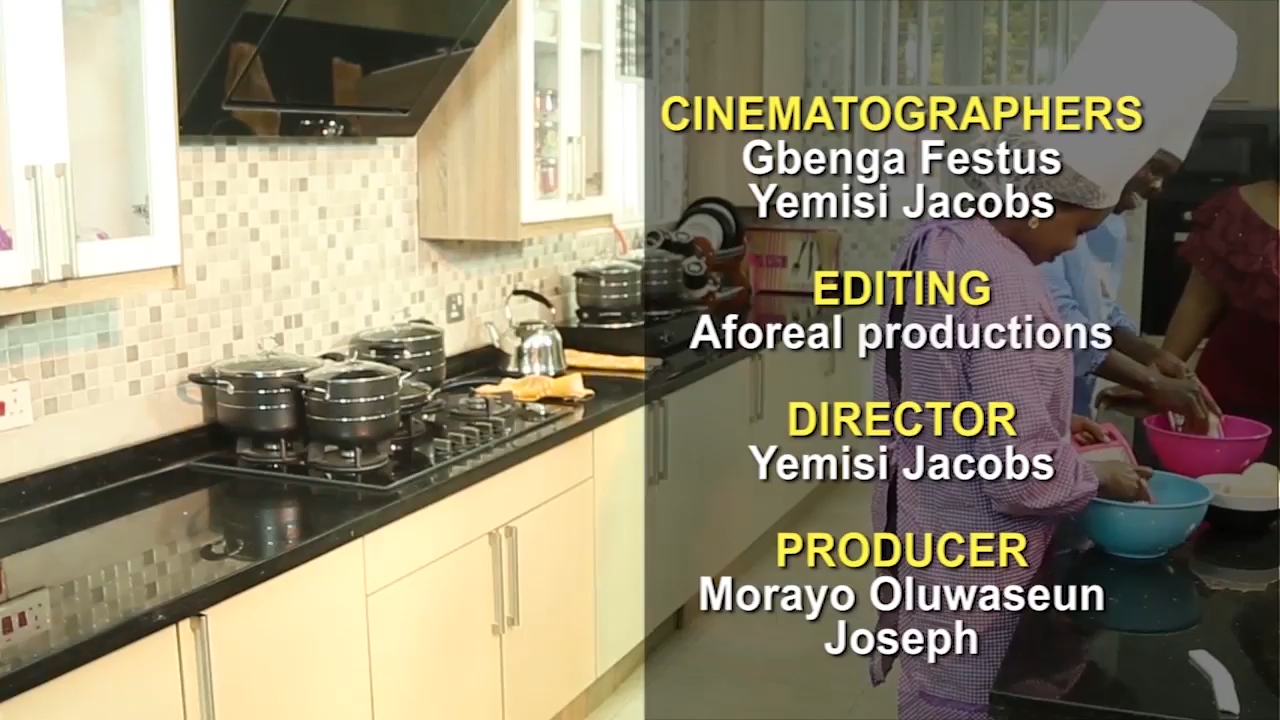 CINEMATOGRAPHERS
Gbenga Festus
Yemisi Jacobs
EDITING
Aforeal productions
DIRECTOR
Yemisi Jacobs
PRODUCER
Morayo Oluwaseun
Joseph